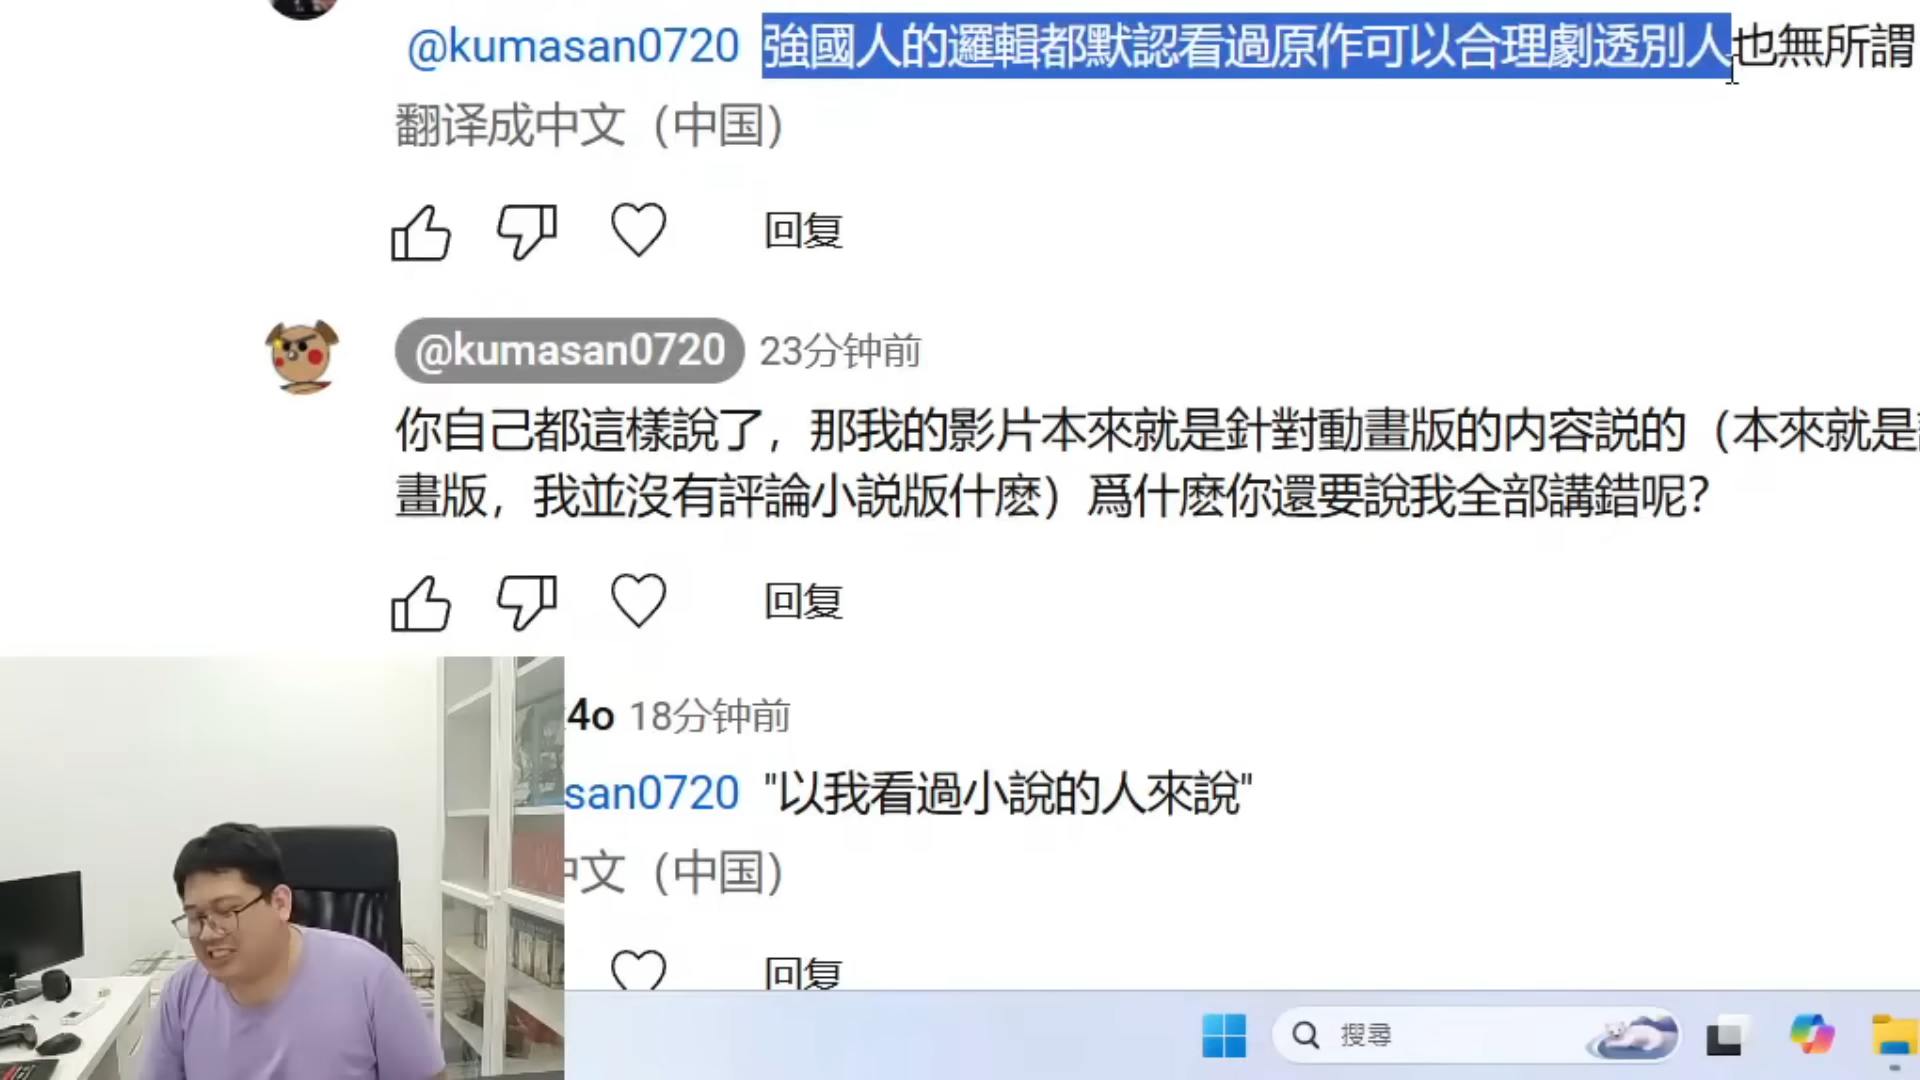 @kumasan0720 強國人的邏輯都默認看過原作可以合理劇透別人也無所謂
翻译成中文（中国）
回复
@kumasan0720 23分钟前
你自己都這樣說了，那我的影片本來就是針對動畫版的内容説的（本來就是
畫版，我並沒有評論小説版什麽）爲什麽你還要說我全部講錯呢？
回复
4o 18分钟前
san0720 "以我看過小說的人來說"
中文（中国）
回复
搜尋